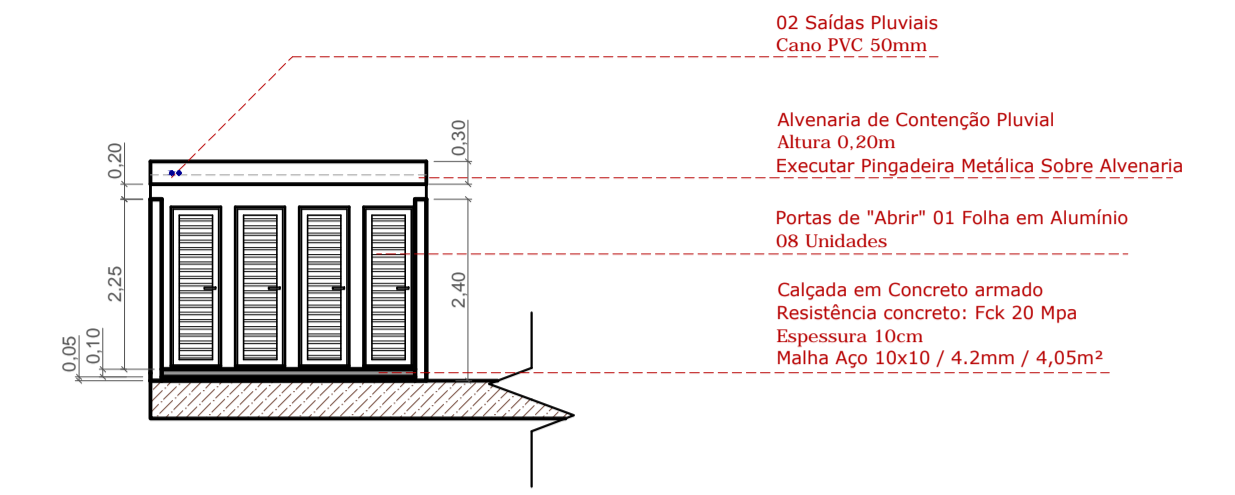 02 Saídas Pluviais
Cano PVC 50mm
Alvenaria de Contenção Pluvial
Altura 0,20m
Executar Pingadeira Metálica Sobre Alvenaria
Portas de "Abrir" 01 Folha em Alumínio
08 Unidades
Calçada em Concreto armado
Resistência concreto: Fck 20 Mpa
Espessura 10cm
Malha Aço 10x10 / 4.2mm / 4,05m²
0,20
0,30
2,25
2,40
0,05
0,10